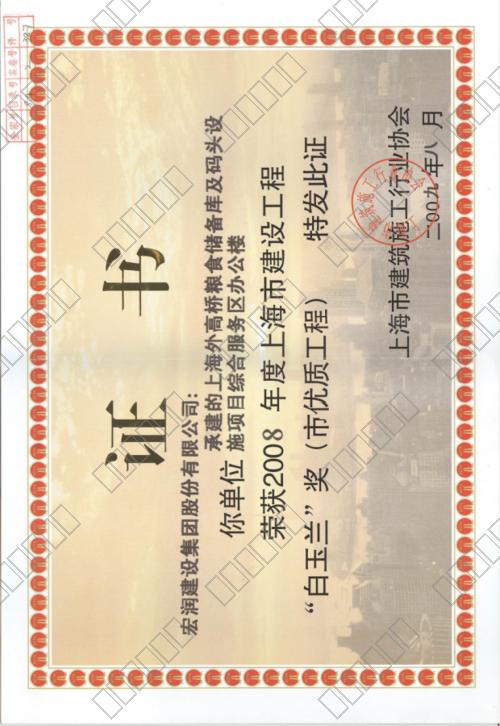 证书
宏润建设集团股份有限公司:
你单位
承建的上海外高桥粮食储备库及码头设
施项目综合服务区办公楼
荣获2008年度上海市建设工程
“白玉兰”奖(市优质工程) 特发此证
上海市建筑施工行业协会
二00九年八月